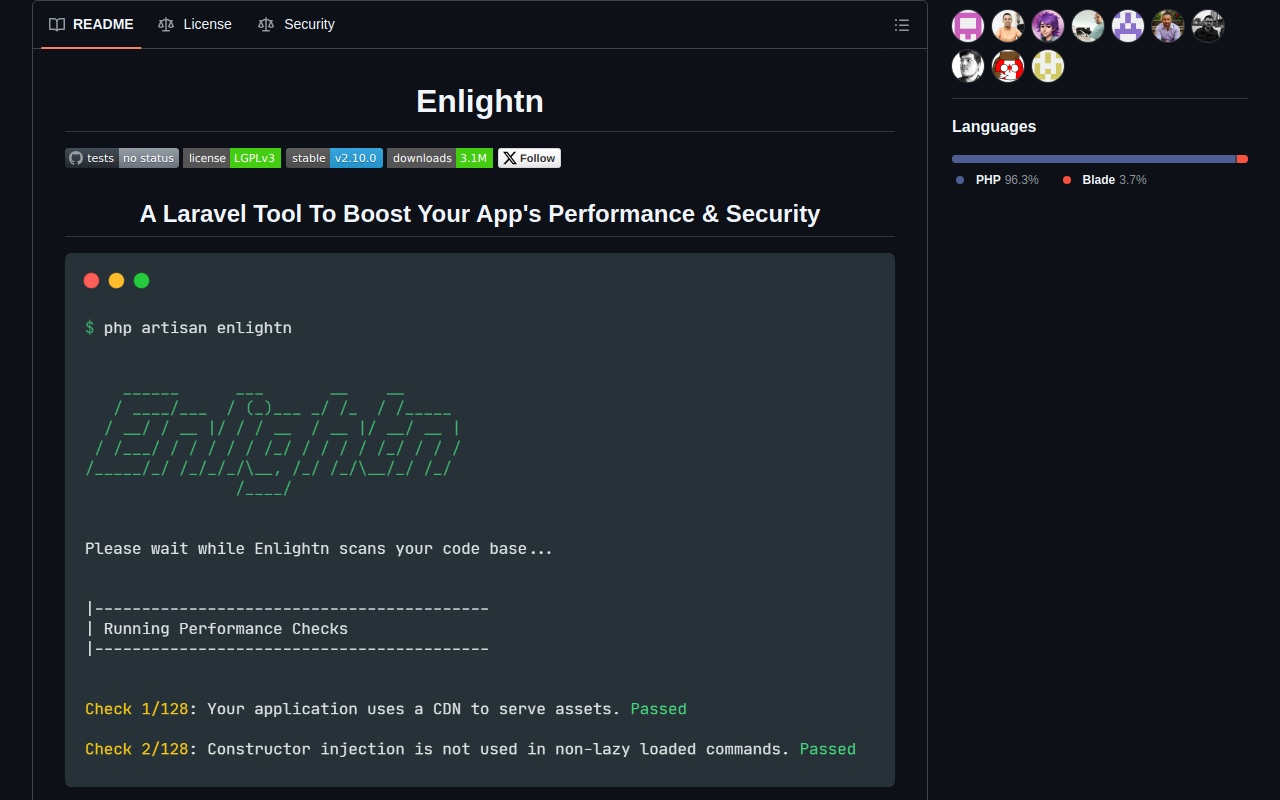 README License Security
Enlightn
tests no status license LGPLv3 stable v2.10.0 downloads 3.1M Follow
A Laravel Tool To Boost Your App's Performance & Security
$ php artisan enlightn
Enlightn
Please wait while Enlightn scans your code base...
|------------------------------------------
| Running Performance Checks
|------------------------------------------
Check 1/128: Your application uses a CDN to serve assets. Passed
Check 2/128: Constructor injection is not used in non-lazy loaded commands. Passed
Languages
PHP 96.3% Blade 3.7%